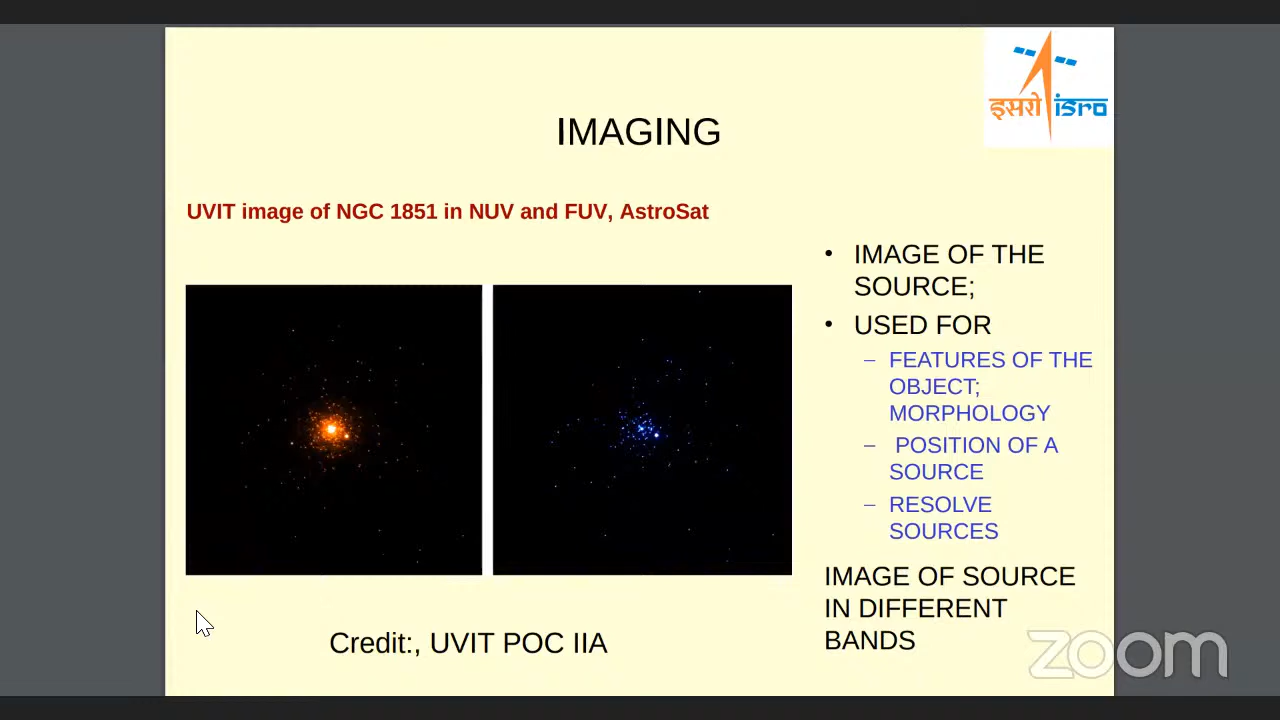 इसरो isro
IMAGING
UVIT image of NGC 1851 in NUV and FUV, AstroSat
• IMAGE OF THE
SOURCE;
• USED FOR
– FEATURES OF THE
OBJECT;
MORPHOLOGY
– POSITION OF A
SOURCE
– RESOLVE
SOURCES
IMAGE OF SOURCE
IN DIFFERENT
BANDS
Credit:, UVIT POC IIA
zoom